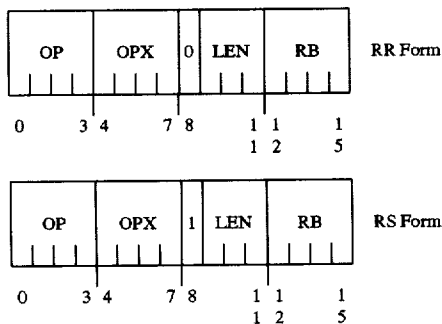 OP OPX 0 LEN RB RR Form
0 3 4 7 8 1 1 1
1 2 5
OP OPX 1 LEN RB RS Form
0 3 4 7 8 1 1 1
1 2 5